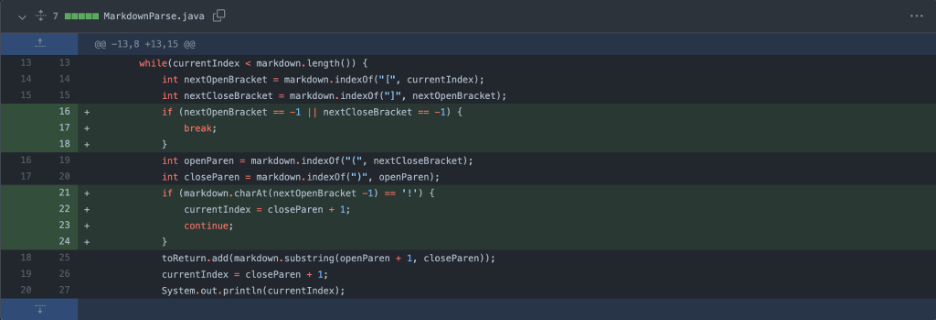 7 MarkdownParse.java
@@ -13,8 +13,15 @@
13 13 while(currentIndex < markdown.length()) {
14 14 int nextOpenBracket = markdown.indexOf("[", currentIndex);
15 15 int nextCloseBracket = markdown.indexOf("]", nextOpenBracket);
16 + if (nextOpenBracket == -1 || nextCloseBracket == -1) {
17 + break;
18 + }
16 19 int openParen = markdown.indexOf("(", nextCloseBracket);
17 20 int closeParen = markdown.indexOf(")", openParen);
21 + if (markdown.charAt(nextOpenBracket -1) == '!') {
22 + currentIndex = closeParen + 1;
23 + continue;
24 + }
18 25 toReturn.add(markdown.substring(openParen + 1, closeParen));
19 26 currentIndex = closeParen + 1;
20 27 System.out.println(currentIndex);